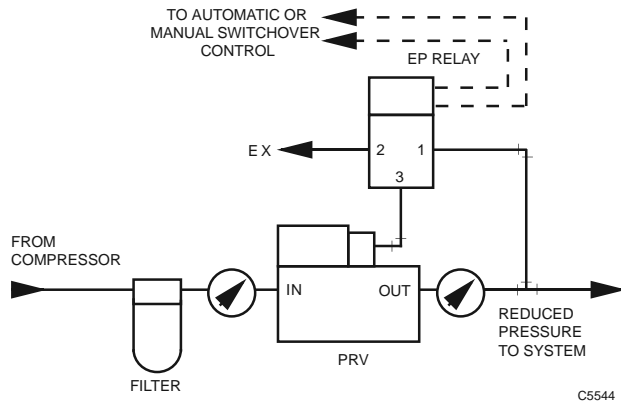 TO AUTOMATIC OR
MANUAL SWITCHOVER
CONTROL
EP RELAY
EX
2
1
3
FROM
COMPRESSOR
IN
OUT
REDUCED
PRESSURE
TO SYSTEM
PRV
FILTER
C5544